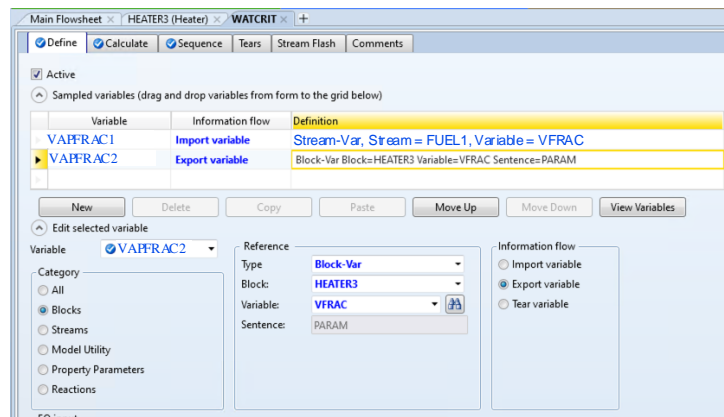 Main Flowsheet × HEATER3 (Heater) × WATCRIT × +
Define Calculate Sequence Tears Stream Flash Comments
Active
Sampled variables (drag and drop variables from form to the grid below)
Variable Information flow Definition
VAPFRAC1 Import variable Stream-Var, Stream = FUEL1, Variable = VFRAC
VAPFRAC2 Export variable Block-Var Block=HEATER3 Variable=VFRAC Sentence=PARAM
New Delete Copy Paste Move Up Move Down View Variables
Edit selected variable
Variable VAPFRAC2
Category
All
Blocks
Streams
Model Utility
Property Parameters
Reactions
Reference
Type Block-Var
Block: HEATER3
Variable: VFRAC
Sentence: PARAM
Information flow
Import variable
Export variable
Tear variable